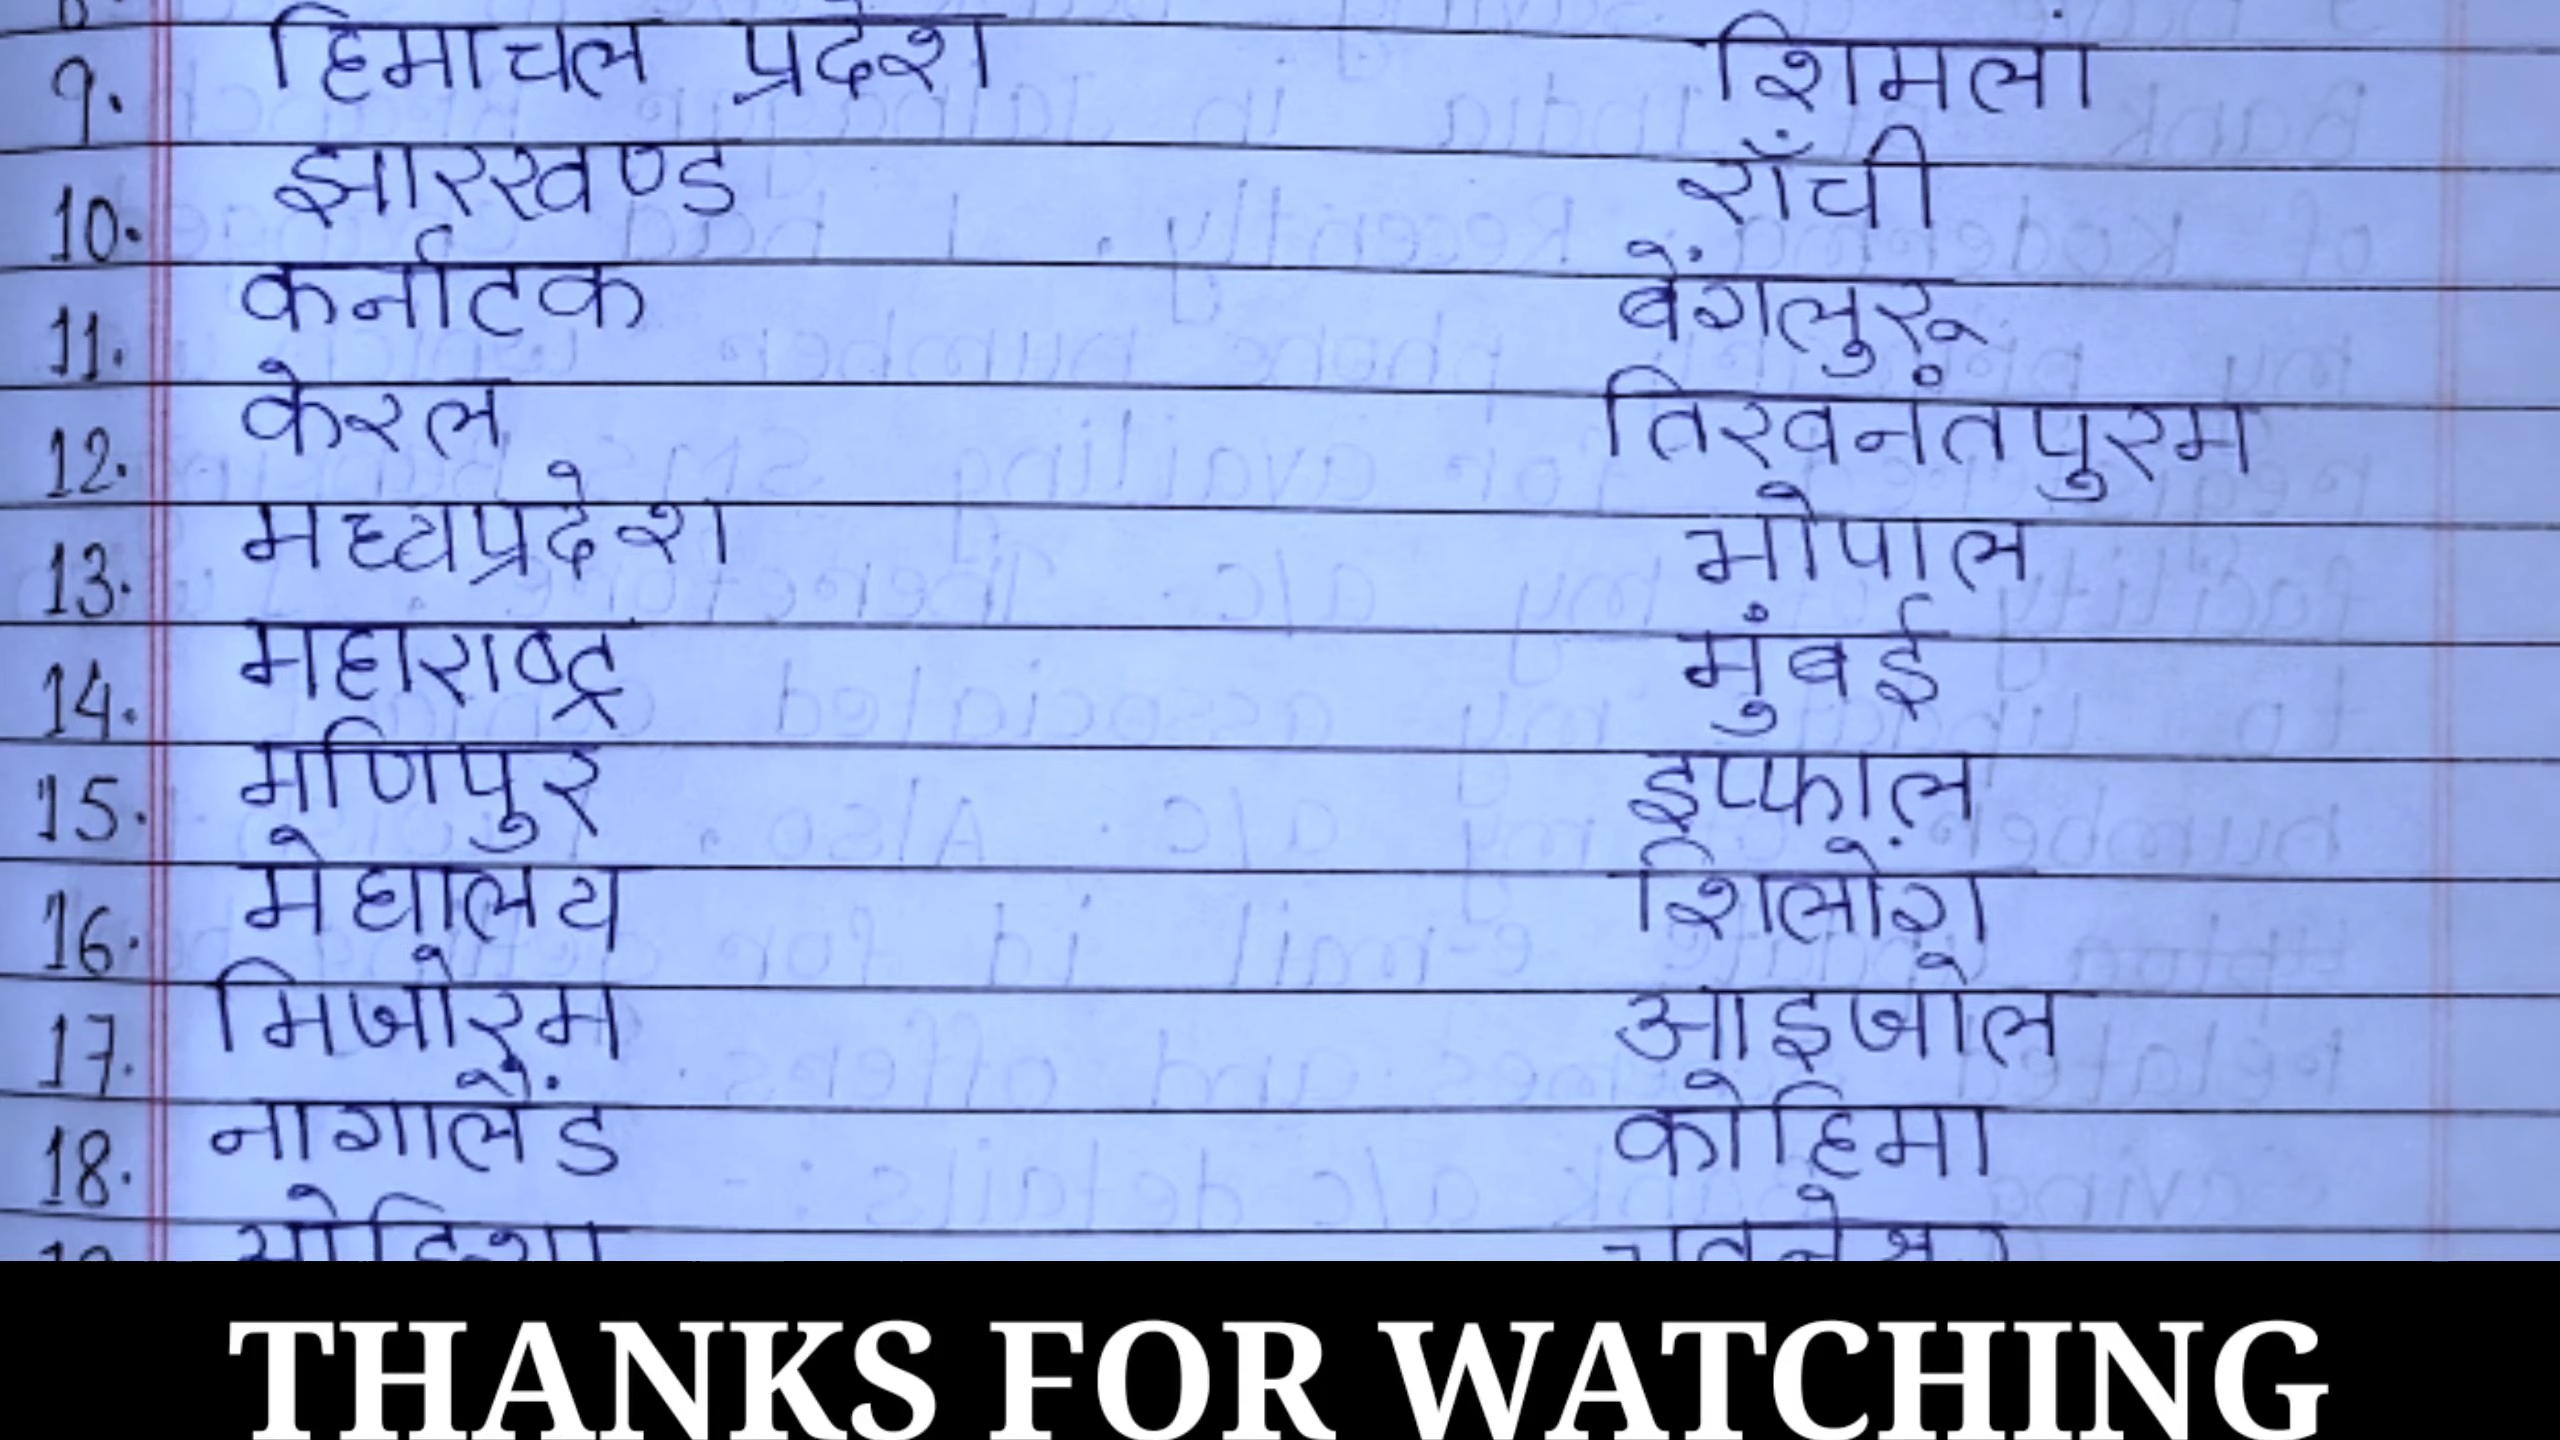 9. हिमाचल प्रदेश शिमला
10. झारखण्ड राँची
11. कर्नाटक बेंगलुरू
12. केरल तिरवनंतपुरम
13. मध्यप्रदेश भोपाल
14. महाराष्ट्र मुंबई
15. मणिपुर इम्फाल
16. मेघालय शिलोग
17. मिजोरम आइजोल
18. नागालैंड कोहिमा
THANKS FOR WATCHING